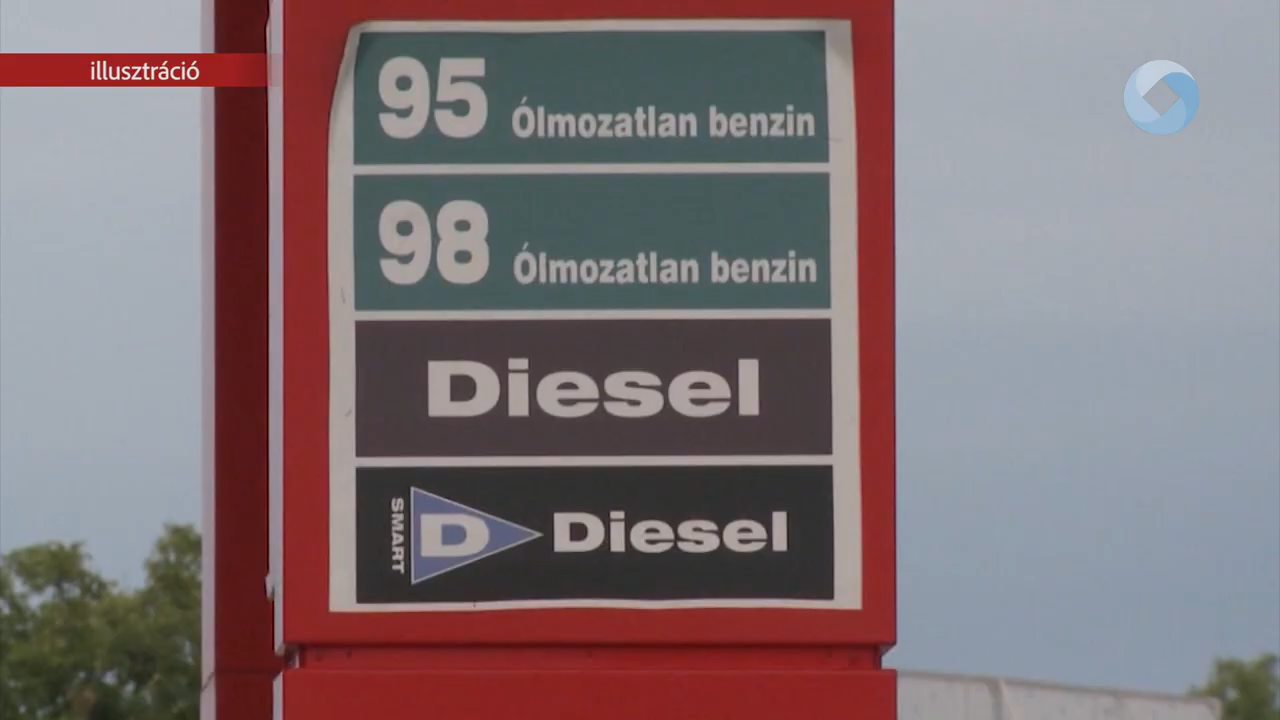 illusztráció
95 Ólmozatlan benzin
98 Ólmozatlan benzin
Diesel
SMART D Diesel